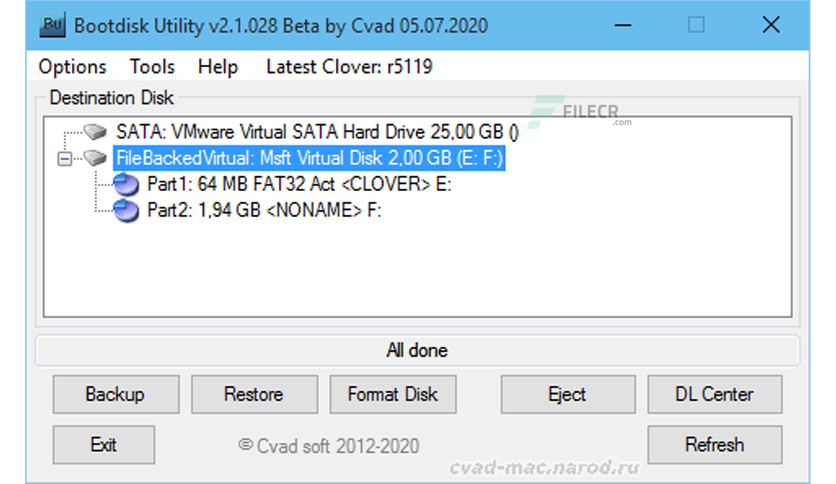 Bu Bootdisk Utility v2.1.028 Beta by Cvad 05.07.2020
Options Tools Help Latest Clover: r5119
Destination Disk
FILECR
.com
SATA: VMware Virtual SATA Hard Drive 25,00 GB ()
FileBackedVirtual: Msft Virtual Disk 2,00 GB (E: F:)
Part1: 64 MB FAT32 Act <CLOVER> E:
Part2: 1,94 GB <NONAME> F:
All done
Backup Restore Format Disk Eject DL Center
Exit © Cvad soft 2012-2020 Refresh
cvad-mac.narod.ru